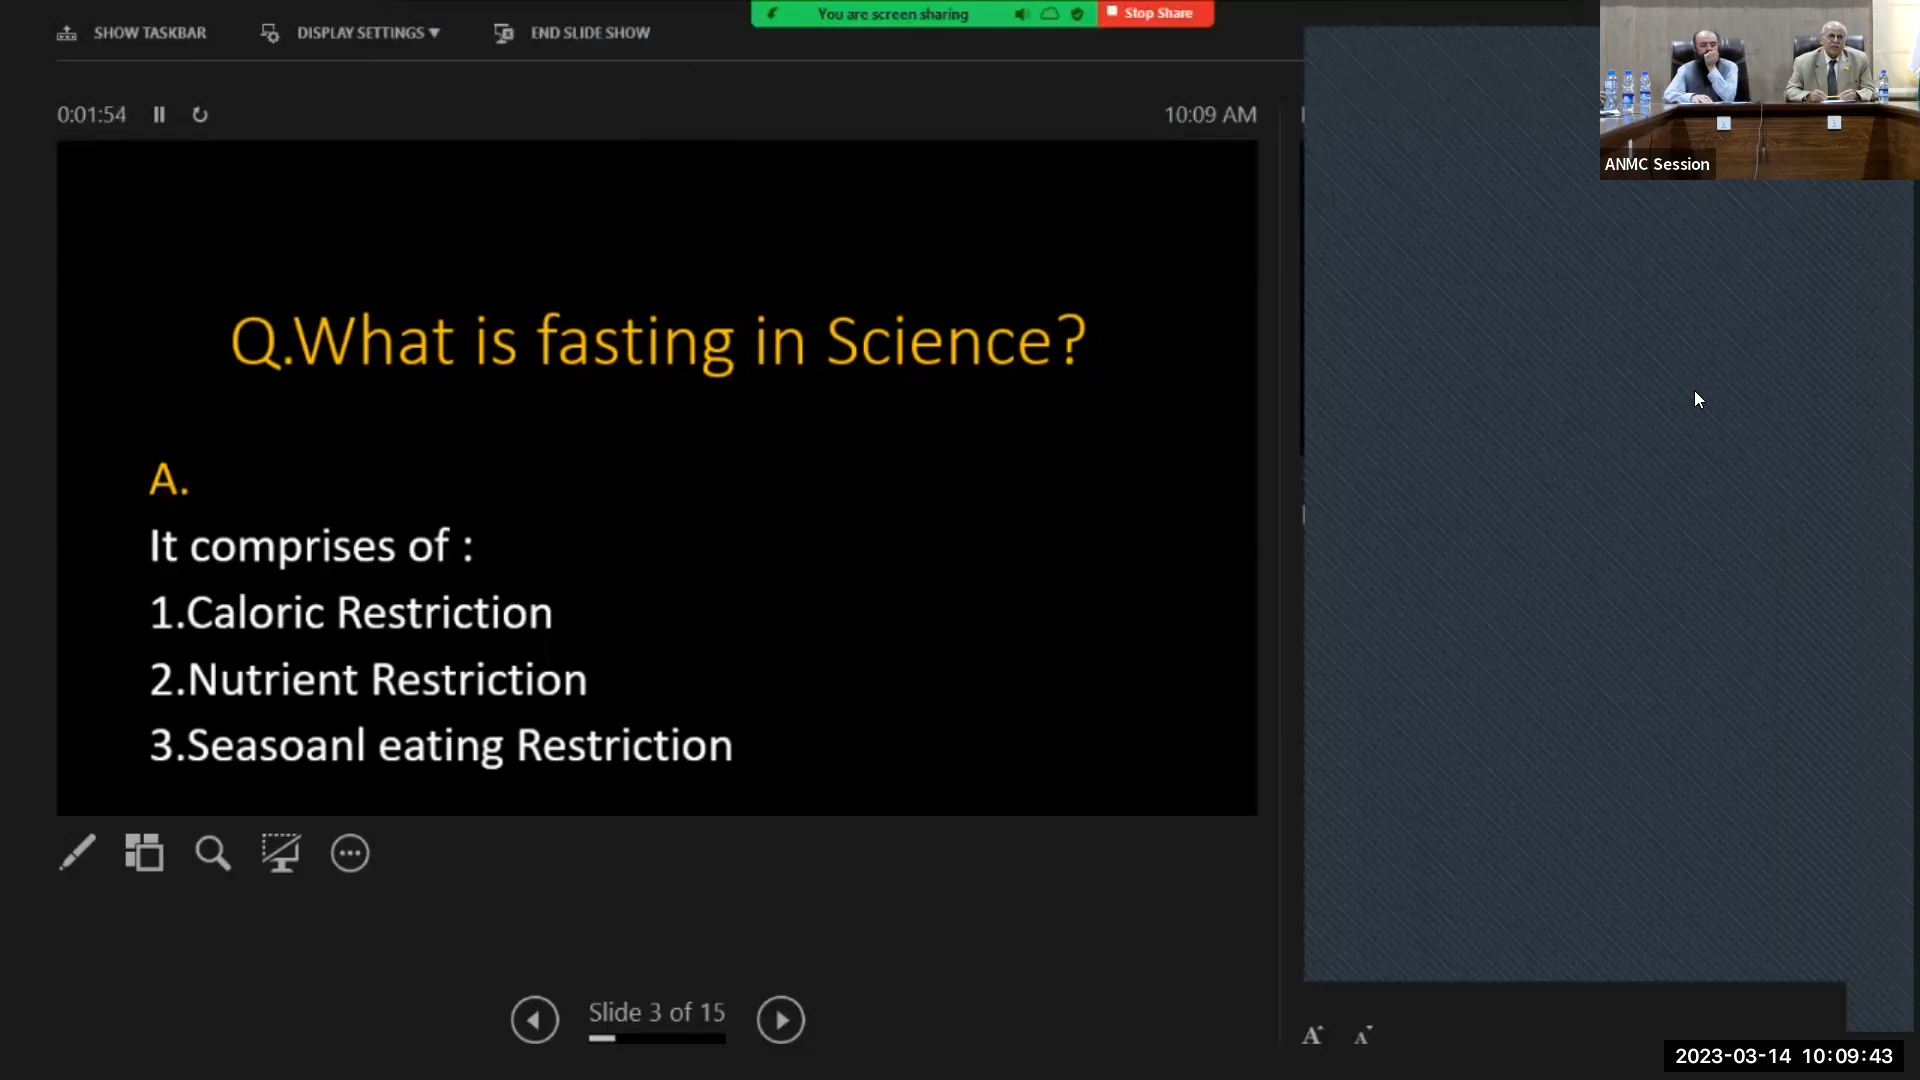 You are screen sharing
Stop Share
SHOW TASKBAR
DISPLAY SETTINGS ▼
END SLIDE SHOW
ANMC Session
0:01:54
10:09 AM
Q.What is fasting in Science?
A.
It comprises of :
1.Caloric Restriction
2.Nutrient Restriction
3.Seasoanl eating Restriction
Slide 3 of 15
A A
2023-03-14 10:09:43